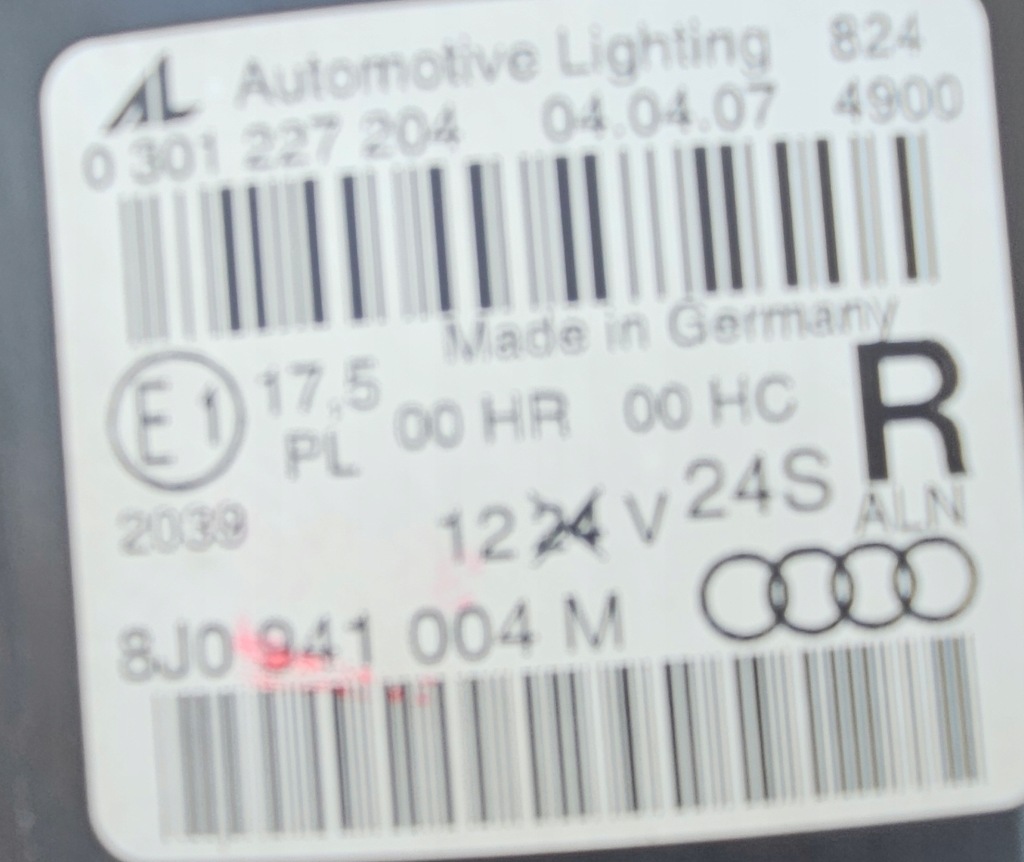 AL Automotive Lighting 824
0 301 227 204 04.04.07 4900
Made in Germany
E1 17,5 00 HR 00 HC R
PL
2039 12 24 V 24S ALN
8J0 941 004 M